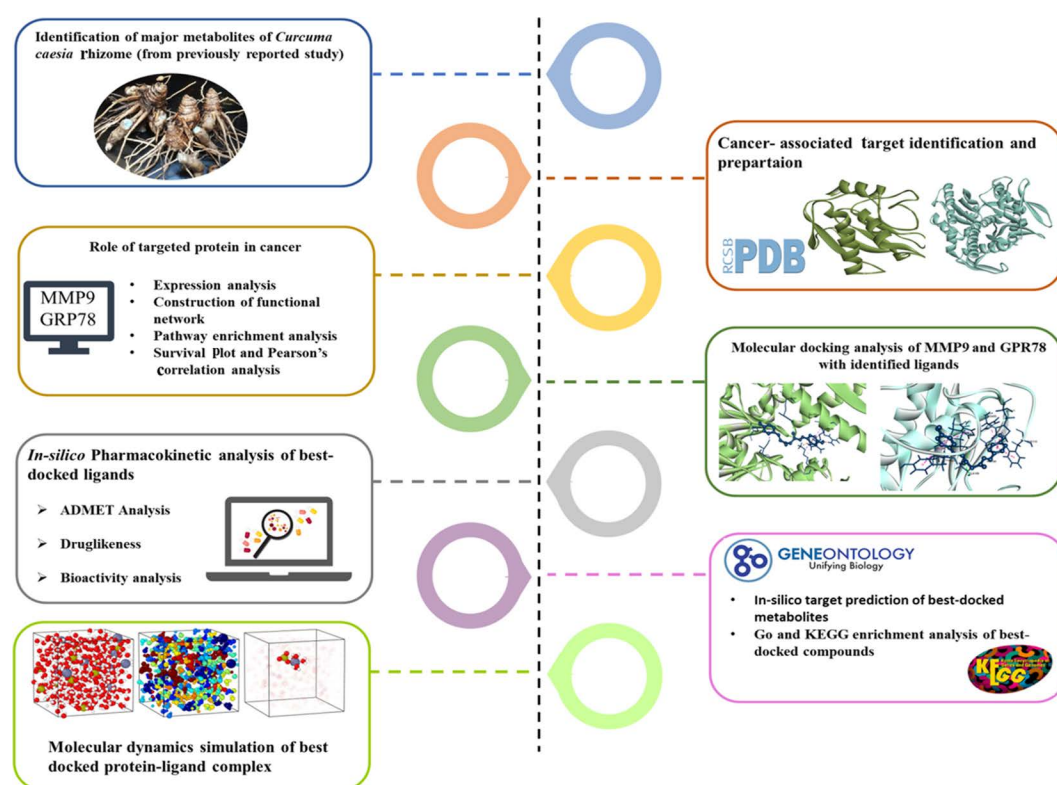 Identification of major metabolites of Curcuma
caesia rhizome (from previously reported study)
Cancer- associated target identification and
prepartaion
RCSB
PDB
Role of targeted protein in cancer
MMP9
GRP78
• Expression analysis
• Construction of functional
network
• Pathway enrichment analysis
• Survival Plot and Pearson's
correlation analysis
Molecular docking analysis of MMP9 and GPR78
with identified ligands
In-silico Pharmacokinetic analysis of best-
docked ligands
➢ ADMET Analysis
➢ Druglikeness
➢ Bioactivity analysis
GENEONTOLOGY
Unifying Biology
• In-silico target prediction of best-docked
metabolites
• Go and KEGG enrichment analysis of best-
docked compounds
KEGG
Molecular dynamics simulation of best
docked protein-ligand complex